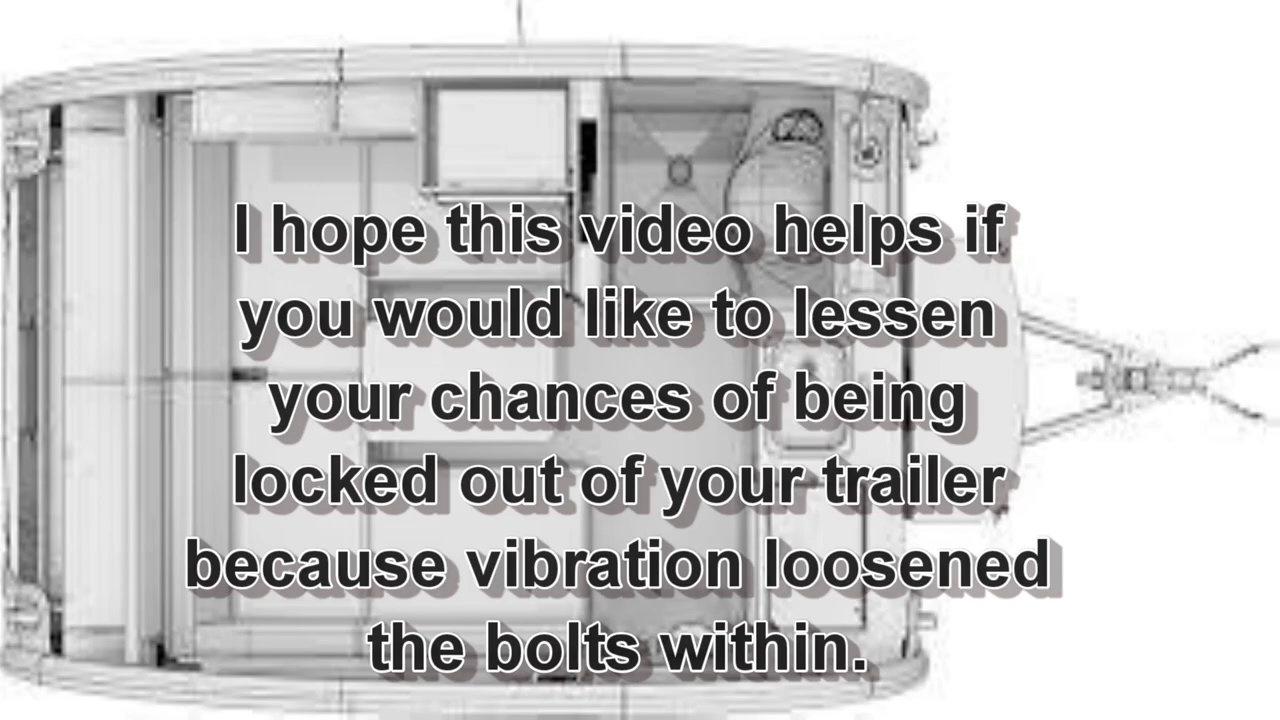 I hope this video helps if
you would like to lessen
your chances of being
locked out of your trailer
because vibration loosened
the bolts within.